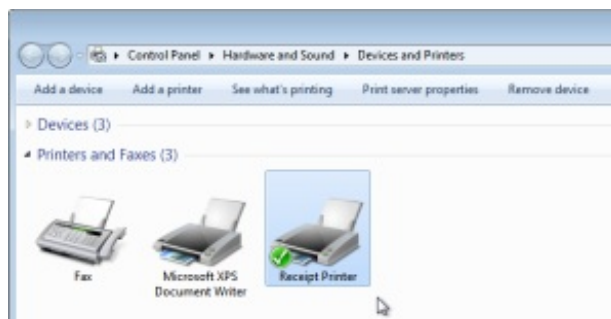 Control Panel Hardware and Sound Devices and Printers
Add a device Add a printer See what's printing Print server properties Remove device
Devices (3)
Printers and Faxes (3)
Fax
Microsoft XPS
Document Writer
Receipt Printer